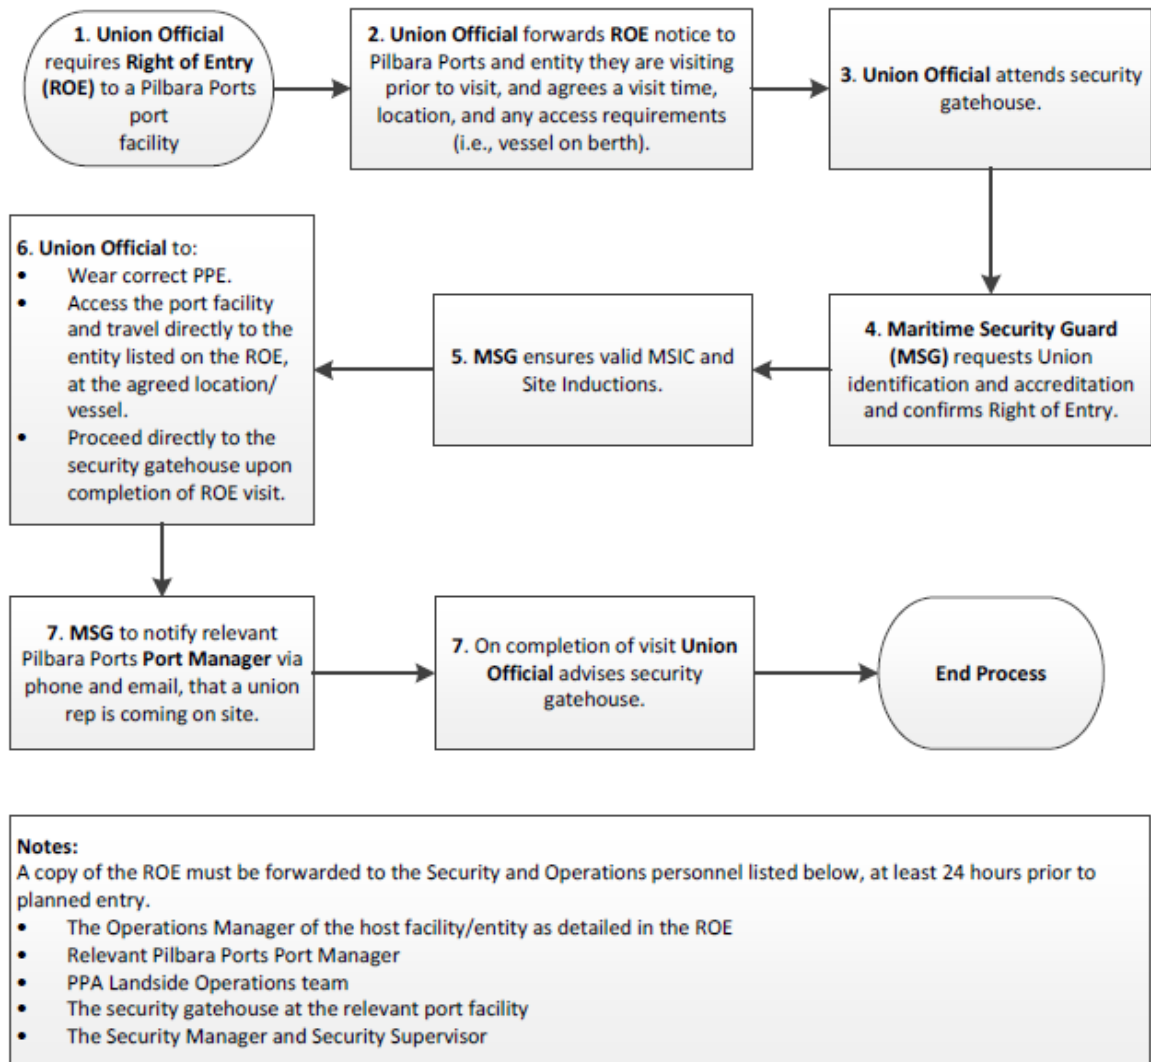 1. Union Official
requires Right of Entry
(ROE) to a Pilbara Ports
port
facility
2. Union Official forwards ROE notice to
Pilbara Ports and entity they are visiting
prior to visit, and agrees a visit time,
location, and any access requirements
(i.e., vessel on berth).
3. Union Official attends security
gatehouse.
4. Maritime Security Guard
(MSG) requests Union
identification and accreditation
and confirms Right of Entry.
5. MSG ensures valid MSIC and
Site Inductions.
6. Union Official to:
• Wear correct PPE.
• Access the port facility
and travel directly to the
entity listed on the ROE,
at the agreed location/
vessel.
• Proceed directly to the
security gatehouse upon
completion of ROE visit.
7. MSG to notify relevant
Pilbara Ports Port Manager via
phone and email, that a union
rep is coming on site.
7. On completion of visit Union
Official advises security
gatehouse.
End Process
Notes:
A copy of the ROE must be forwarded to the Security and Operations personnel listed below, at least 24 hours prior to
planned entry.
• The Operations Manager of the host facility/entity as detailed in the ROE
• Relevant Pilbara Ports Port Manager
• PPA Landside Operations team
• The security gatehouse at the relevant port facility
• The Security Manager and Security Supervisor